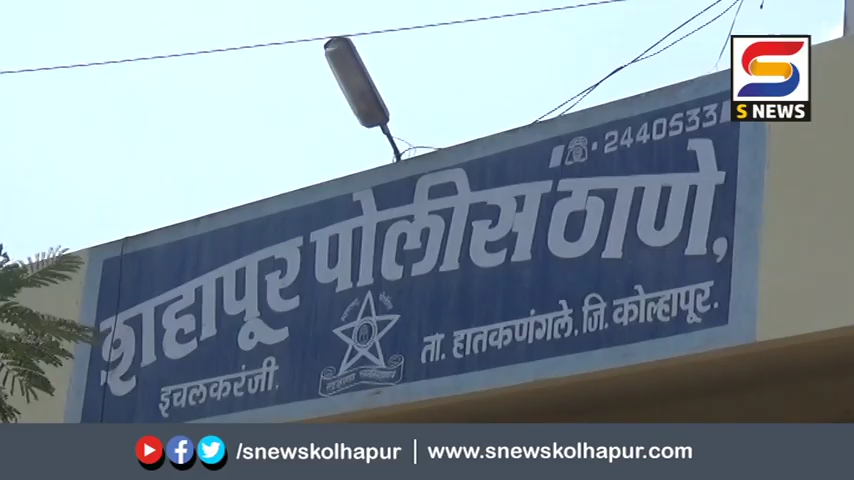 S NEWS
☎. 2440533
शहापूर पोलीस ठाणे,
इचलकरंजी.
ता. हातकणंगले, जि. कोल्हापूर.
/snewskolhapur | www.snewskolhapur.com